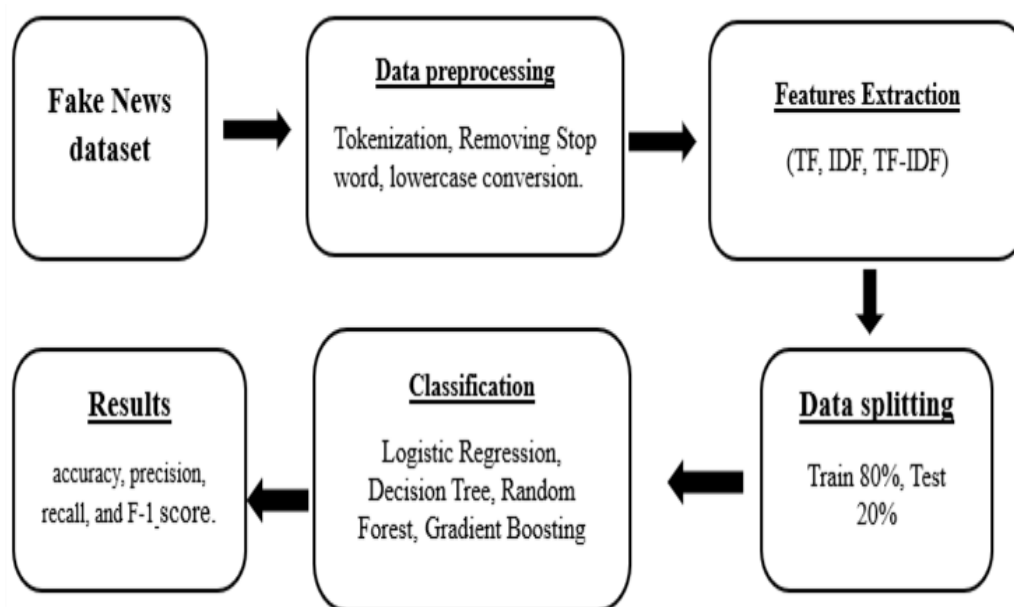 Fake News
dataset
Data preprocessing
Tokenization, Removing Stop
word, lowercase conversion.
Features Extraction
(TF, IDF, TF-IDF)
Data splitting
Train 80%, Test
20%
Classification
Logistic Regression,
Decision Tree, Random
Forest, Gradient Boosting
Results
accuracy, precision,
recall, and F-1 score.